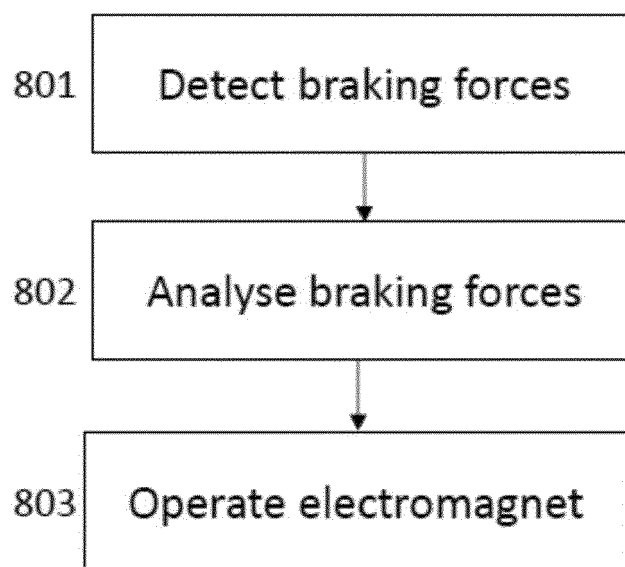 801 Detect braking forces
802 Analyse braking forces
803 Operate electromagnet